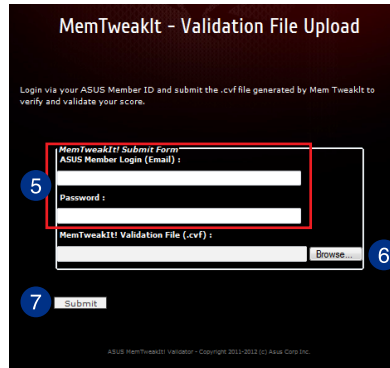 MemTweakIt - Validation File Upload
Login via your ASUS Member ID and submit the .cvf file generated by Mem TweakIt to
verify and validate your score.
MemTweakIt! Submit Form
ASUS Member Login (Email) :
5
Password :
MemTweakIt! Validation File (.cvf) :
Browse...
6
7
Submit
ASUS MemTweakIt! Validator - Copyright 2011-2012 (c) Asus Corp Inc.